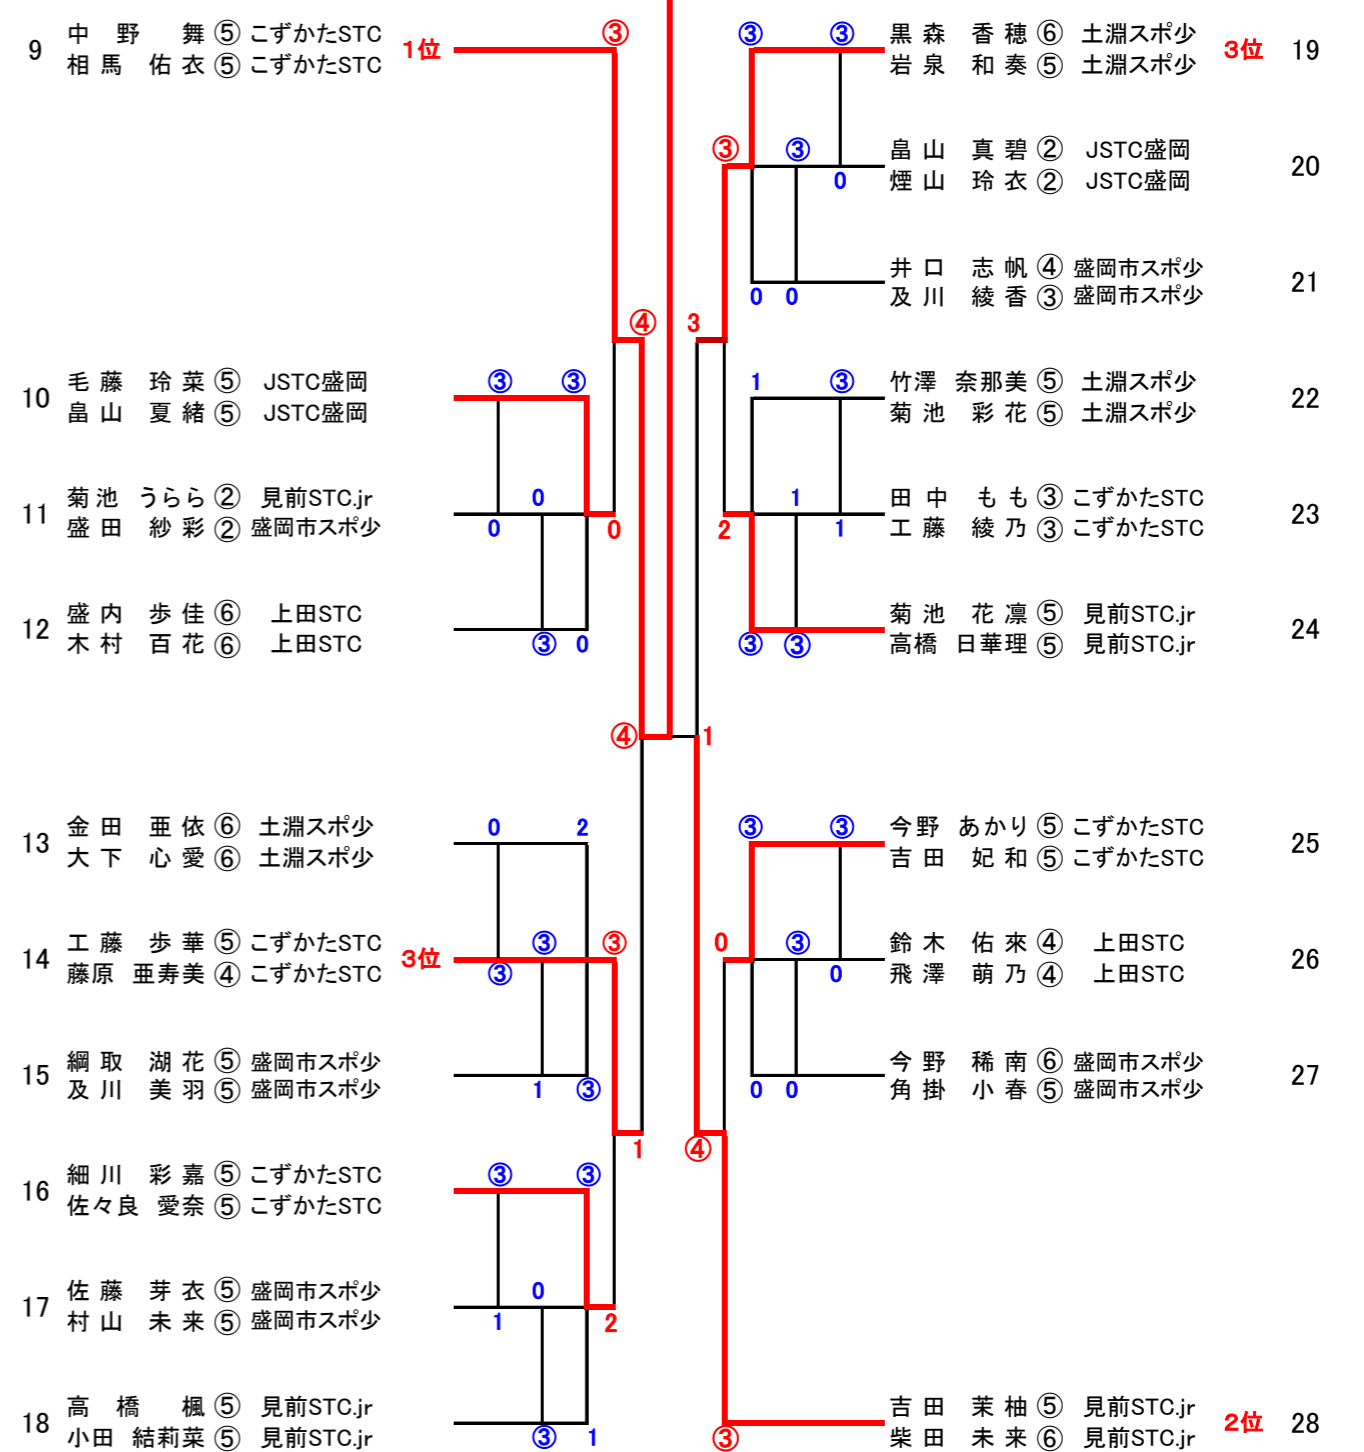 9 中野 舞 ⑤ こずかたSTC
相馬 佑衣 ⑤ こずかたSTC
1位
③
10 毛藤 玲菜 ⑤ JSTC盛岡
畠山 夏緒 ⑤ JSTC盛岡
③ ③
11 菊池 うらら ② 見前STC.jr
盛田 紗彩 ② 盛岡市スポ少
0
0
0
12 盛内 歩佳 ⑥ 上田STC
木村 百花 ⑥ 上田STC
③ 0
④
④
13 金田 亜依 ⑥ 土淵スポ少
大下 心愛 ⑥ 土淵スポ少
0 2
14 工藤 歩華 ⑤ こずかたSTC
藤原 亜寿美 ④ こずかたSTC
3位
③
③
③
15 綱取 湖花 ⑤ 盛岡市スポ少
及川 美羽 ⑤ 盛岡市スポ少
1 ③
1
16 細川 彩嘉 ⑤ こずかたSTC
佐々良 愛奈 ⑤ こずかたSTC
③ ③
17 佐藤 芽衣 ⑤ 盛岡市スポ少
村山 未来 ⑤ 盛岡市スポ少
0
1
2
18 高橋 楓 ⑤ 見前STC.jr
小田 結莉菜 ⑤ 見前STC.jr
③ 1
③ ③
黒森 香穂 ⑥ 土淵スポ少
岩泉 和奏 ⑤ 土淵スポ少
3位 19
③ ③
0
畠山 真碧 ② JSTC盛岡
煙山 玲衣 ② JSTC盛岡
20
井口 志帆 ④ 盛岡市スポ少
及川 綾香 ③ 盛岡市スポ少
21
0 0
3
1 ③
竹澤 奈那美 ⑤ 土淵スポ少
菊池 彩花 ⑤ 土淵スポ少
22
1
2
1
田中 もも ③ こずかたSTC
工藤 綾乃 ③ こずかたSTC
23
菊池 花凛 ⑤ 見前STC.jr
高橋 日華理 ⑤ 見前STC.jr
24
③ ③
1
③ ③
今野 あかり ⑤ こずかたSTC
吉田 妃和 ⑤ こずかたSTC
25
0 ③
0
鈴木 佑來 ④ 上田STC
飛澤 萌乃 ④ 上田STC
26
今野 稀南 ⑥ 盛岡市スポ少
角掛 小春 ⑤ 盛岡市スポ少
27
0 0
④
吉田 茉柚 ⑤ 見前STC.jr
柴田 未来 ⑥ 見前STC.jr
2位 28
③